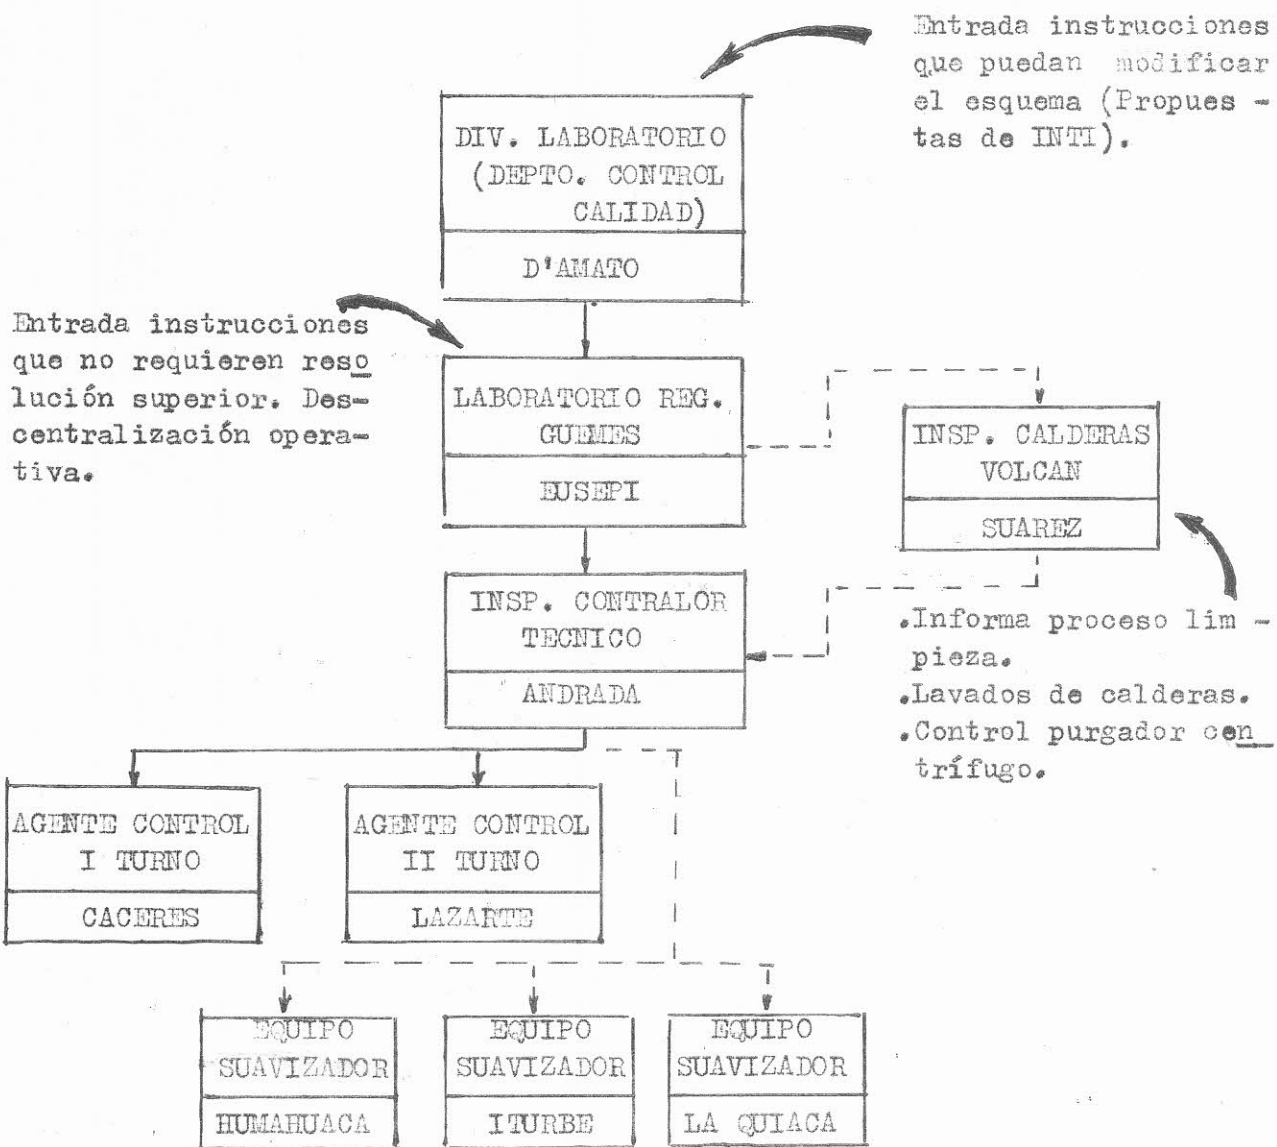 Entrada instrucciones
que puedan modificar
el esquema (Propues -
tas de INTI).
DIV. LABORATORIO
(DEPTO. CONTROL
CALIDAD)
D'AMATO
Entrada instrucciones
que no requieren reso
lución superior. Des-
centralización opera-
tiva.
LABORATORIO REG.
GUEMES
EUSEPI
INSP. CALDERAS
VOLCAN
SUAREZ
INSP. CONTRALOR
TECNICO
ANDRADA
.Informa proceso lim -
pieza.
.Lavados de calderas.
.Control purgador cen
trífugo.
AGENTE CONTROL
I TURNO
CACERES
AGENTE CONTROL
II TURNO
LAZARTE
EQUIPO
SUAVIZADOR
HUMAHUACA
EQUIPO
SUAVIZADOR
ITURBE
EQUIPO
SUAVIZADOR
LA QUIACA